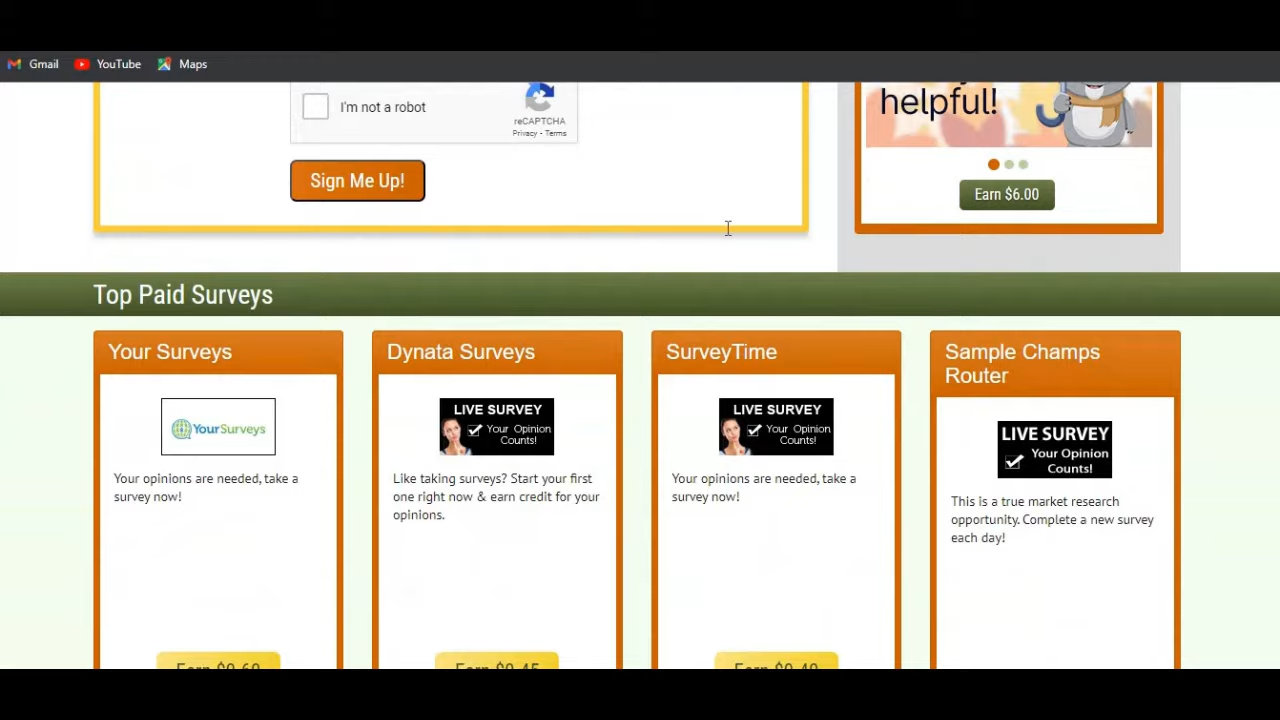 Gmail
YouTube
Maps
helpful!
I'm not a robot
reCAPTCHA
Privacy - Terms
Sign Me Up!
Earn $6.00
Top Paid Surveys
Your Surveys
Dynata Surveys
SurveyTime
Sample Champs
Router
YourSurveys
LIVE SURVEY
Your Opinion
Counts!
LIVE SURVEY
Your Opinion
Counts!
LIVE SURVEY
Your Opinion
Counts!
Your opinions are needed, take a
survey now!
Like taking surveys? Start your first
one right now & earn credit for your
opinions.
Your opinions are needed, take a
survey now!
This is a true market research
opportunity. Complete a new survey
each day!
Earn
Earn
Earn